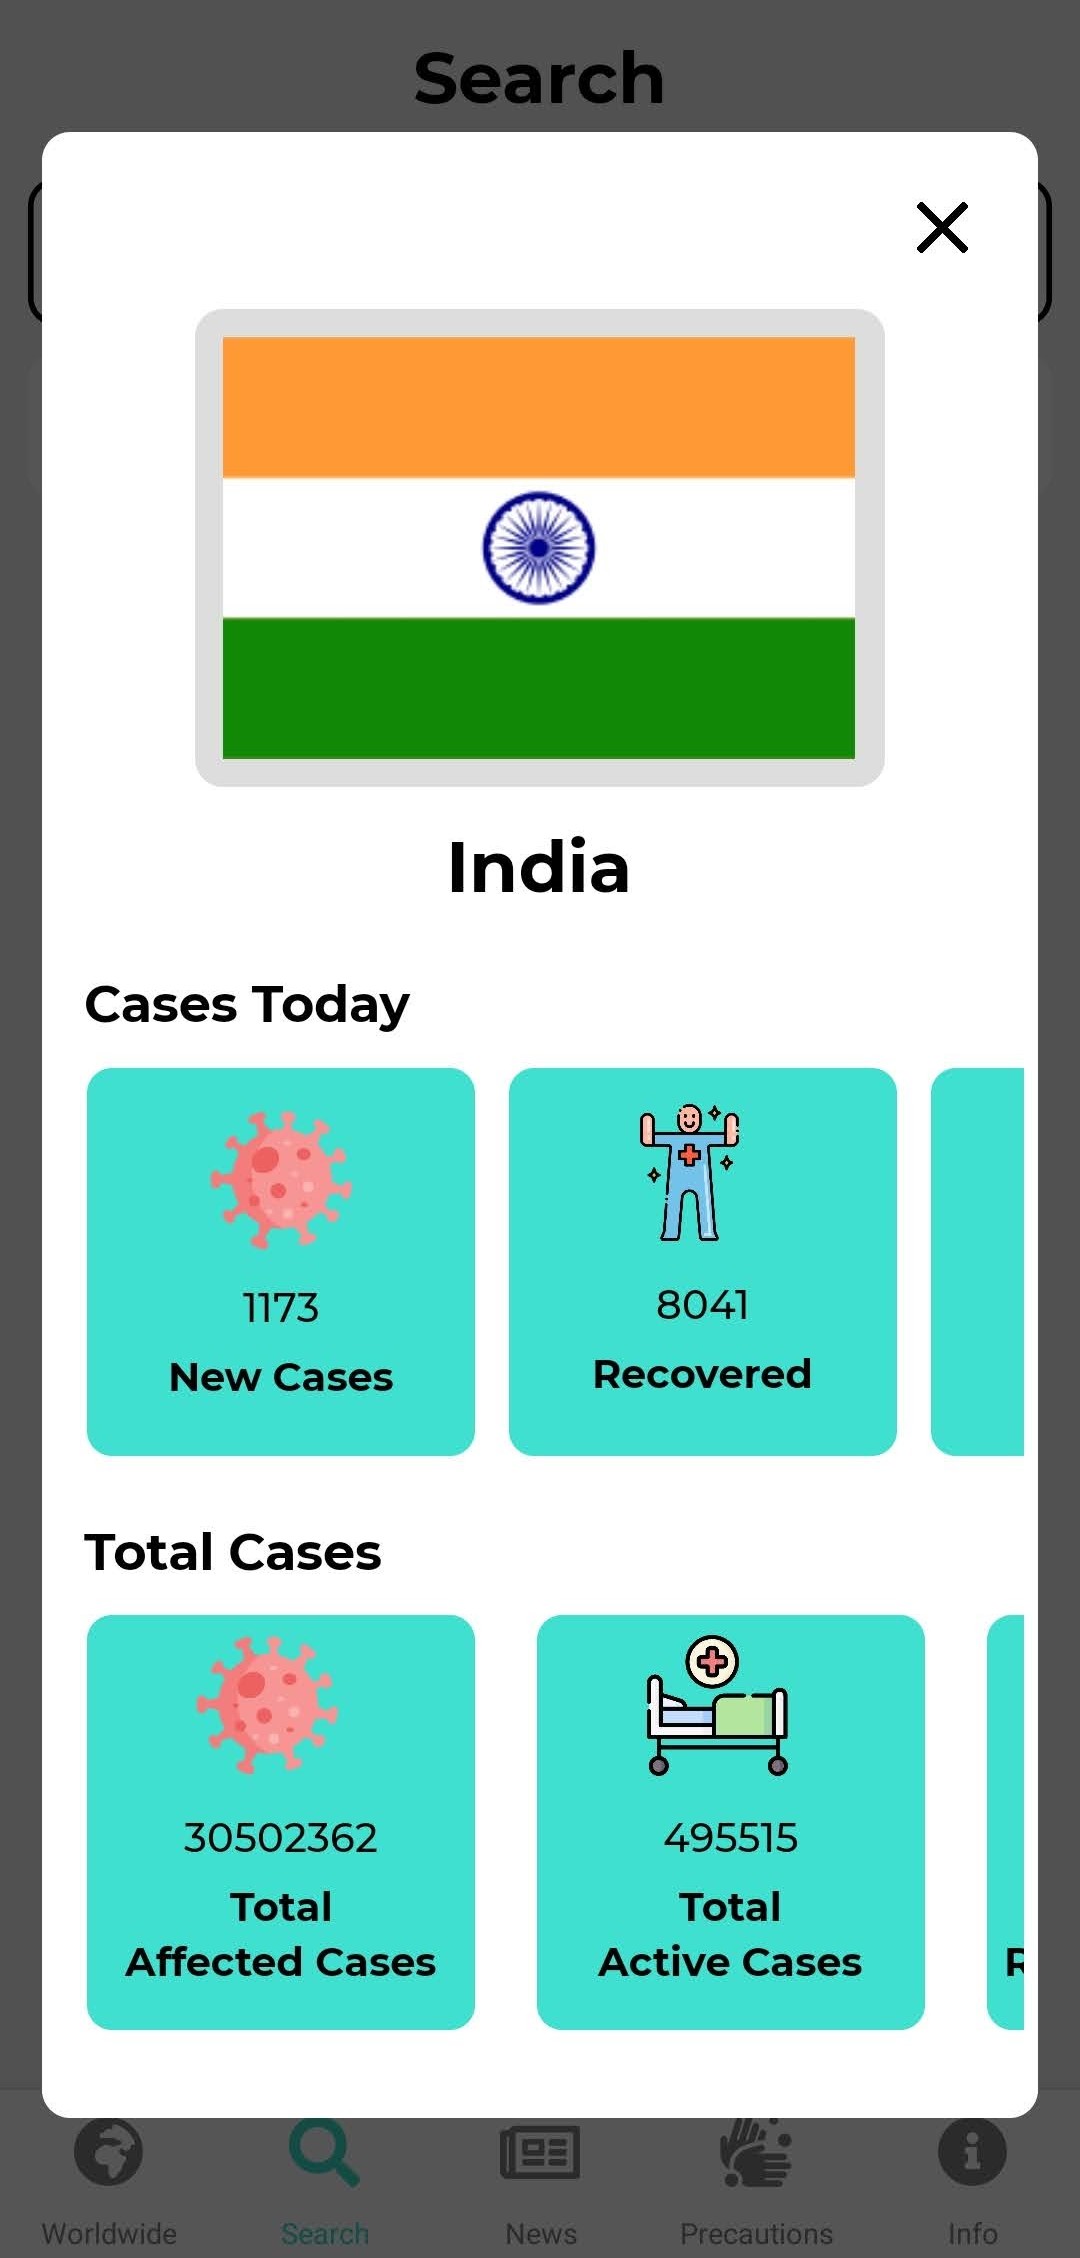 Search
India
Cases Today
1173
New Cases
8041
Recovered
Total Cases
30502362
Total
Affected Cases
495515
Total
Active Cases
R
Worldwide
Search
News
Precautions
Info